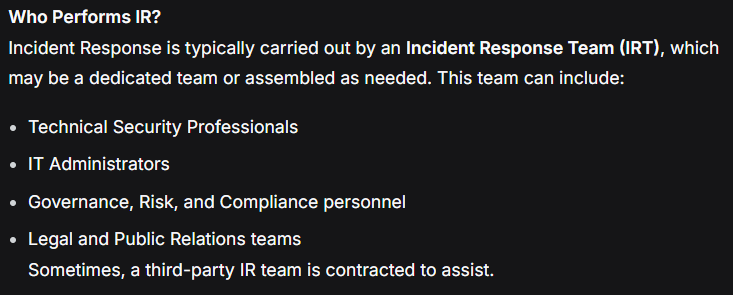 Who Performs IR?
Incident Response is typically carried out by an Incident Response Team (IRT), which
may be a dedicated team or assembled as needed. This team can include:
• Technical Security Professionals
• IT Administrators
• Governance, Risk, and Compliance personnel
• Legal and Public Relations teams
Sometimes, a third-party IR team is contracted to assist.